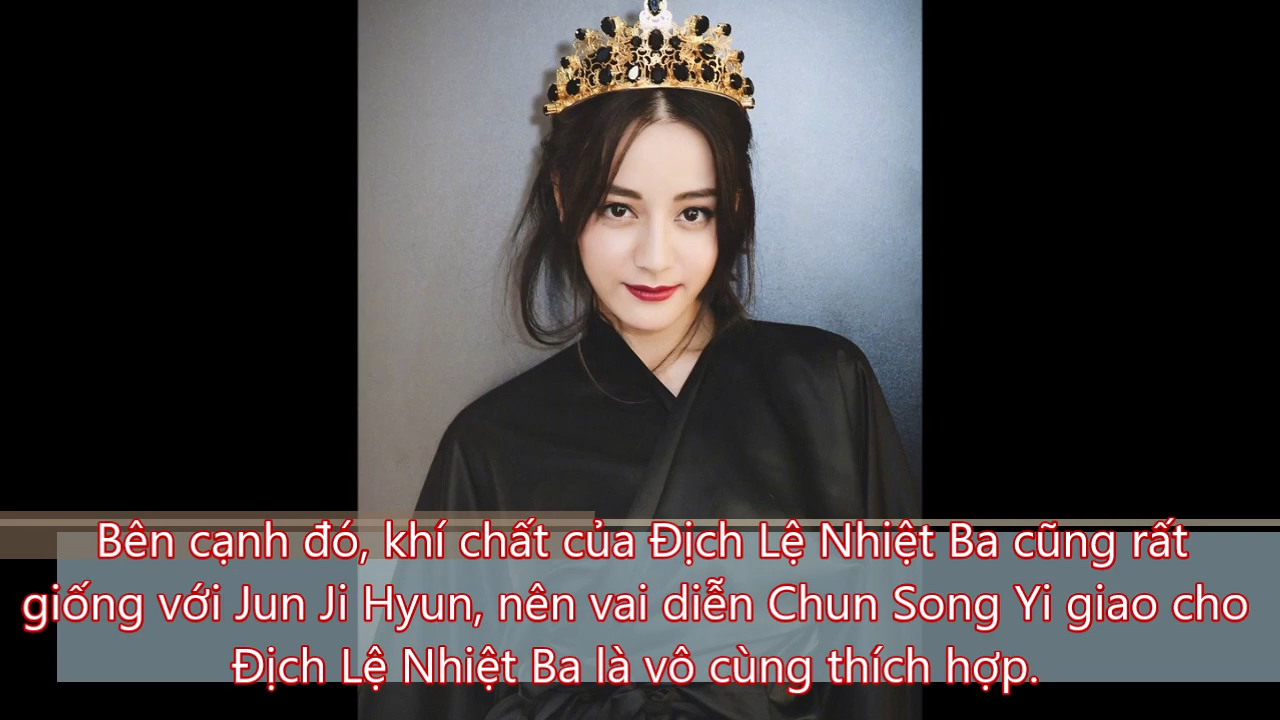 Bên cạnh đó, khí chất của Địch Lệ Nhiệt Ba cũng rất
giống với Jun Ji Hyun, nên vai diễn Chun Song Yi giao cho
Địch Lệ Nhiệt Ba là vô cùng thích hợp.